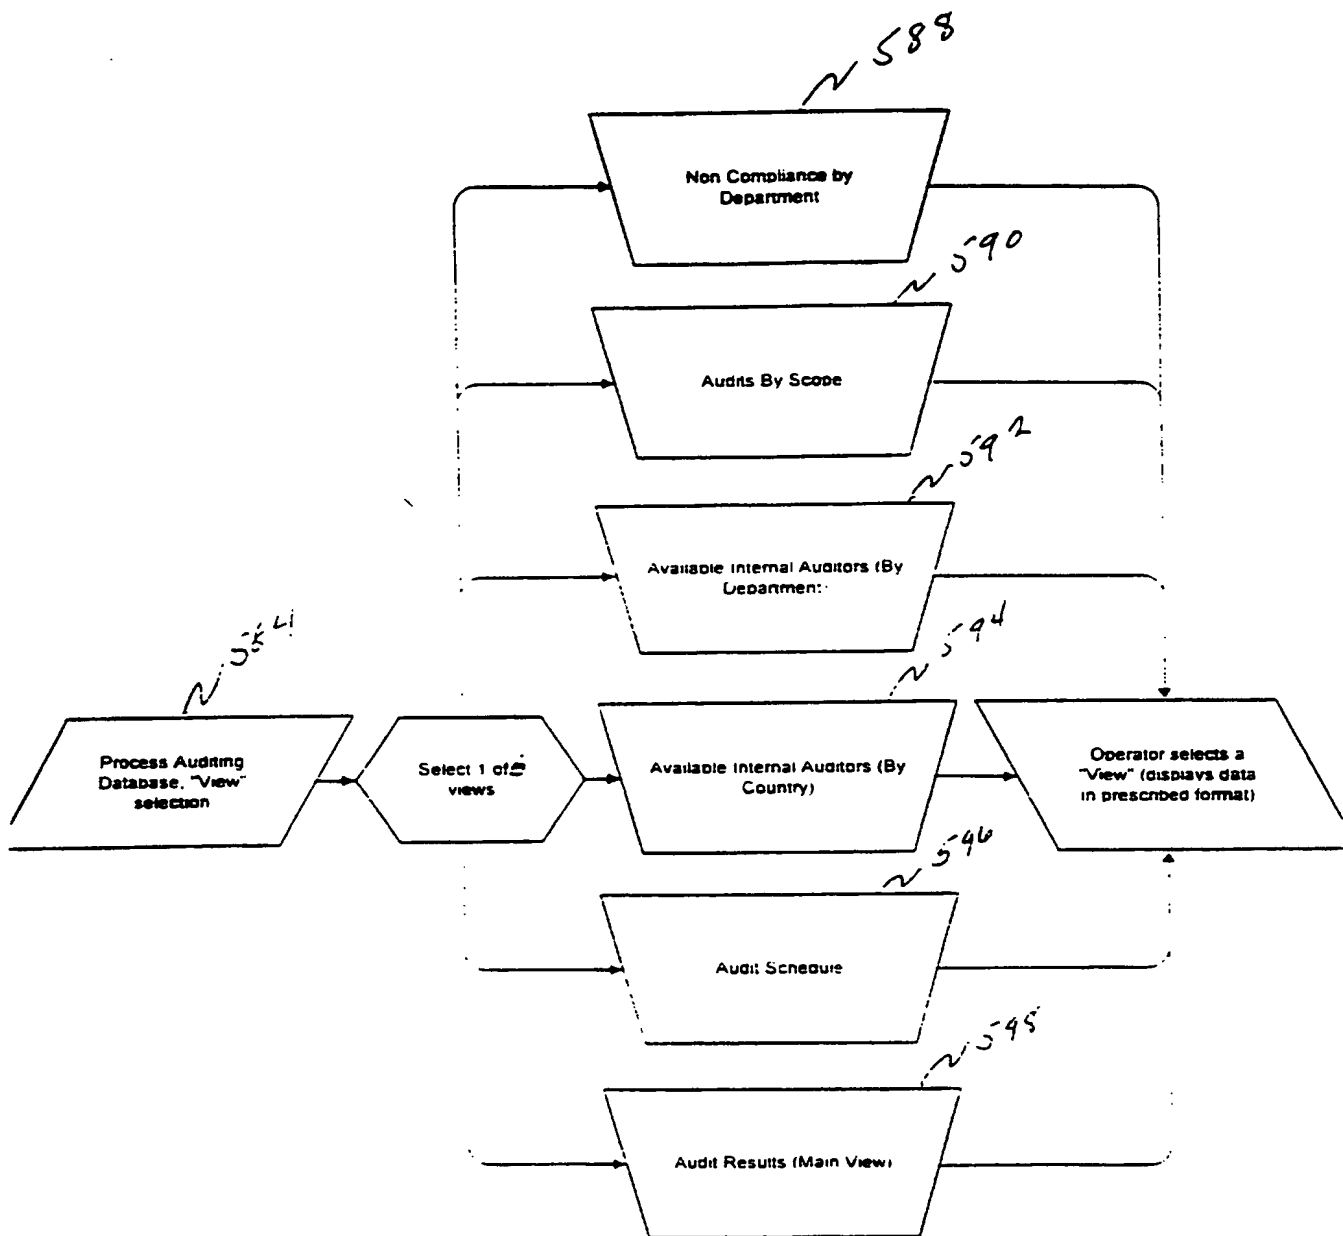 588
Non Compliance by
Department
590
Audits By Scope
592
Available Internal Auditors (By
Department)
594
Process Auditing
Database, "View"
selection
Select 1 of
views
Available Internal Auditors (By
Country)
Operator selects a
"View" (displays data
in prescribed format)
596
Audit Schedule
Audit Results (Main View)